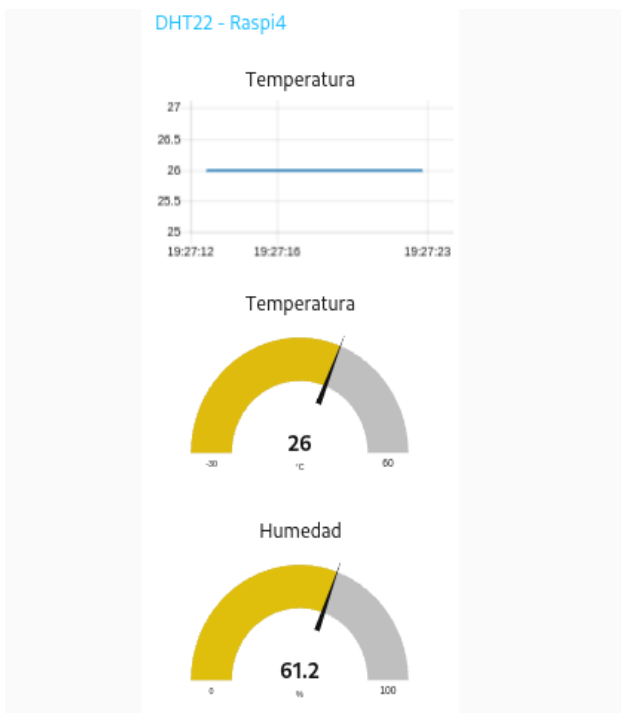 DHT22 - Raspi4
Temperatura
27
26.5
26
25.5
25
19:27:12 19:27:16 19:27:23
Temperatura
26
-30 °C 60
Humedad
61.2
0 % 100